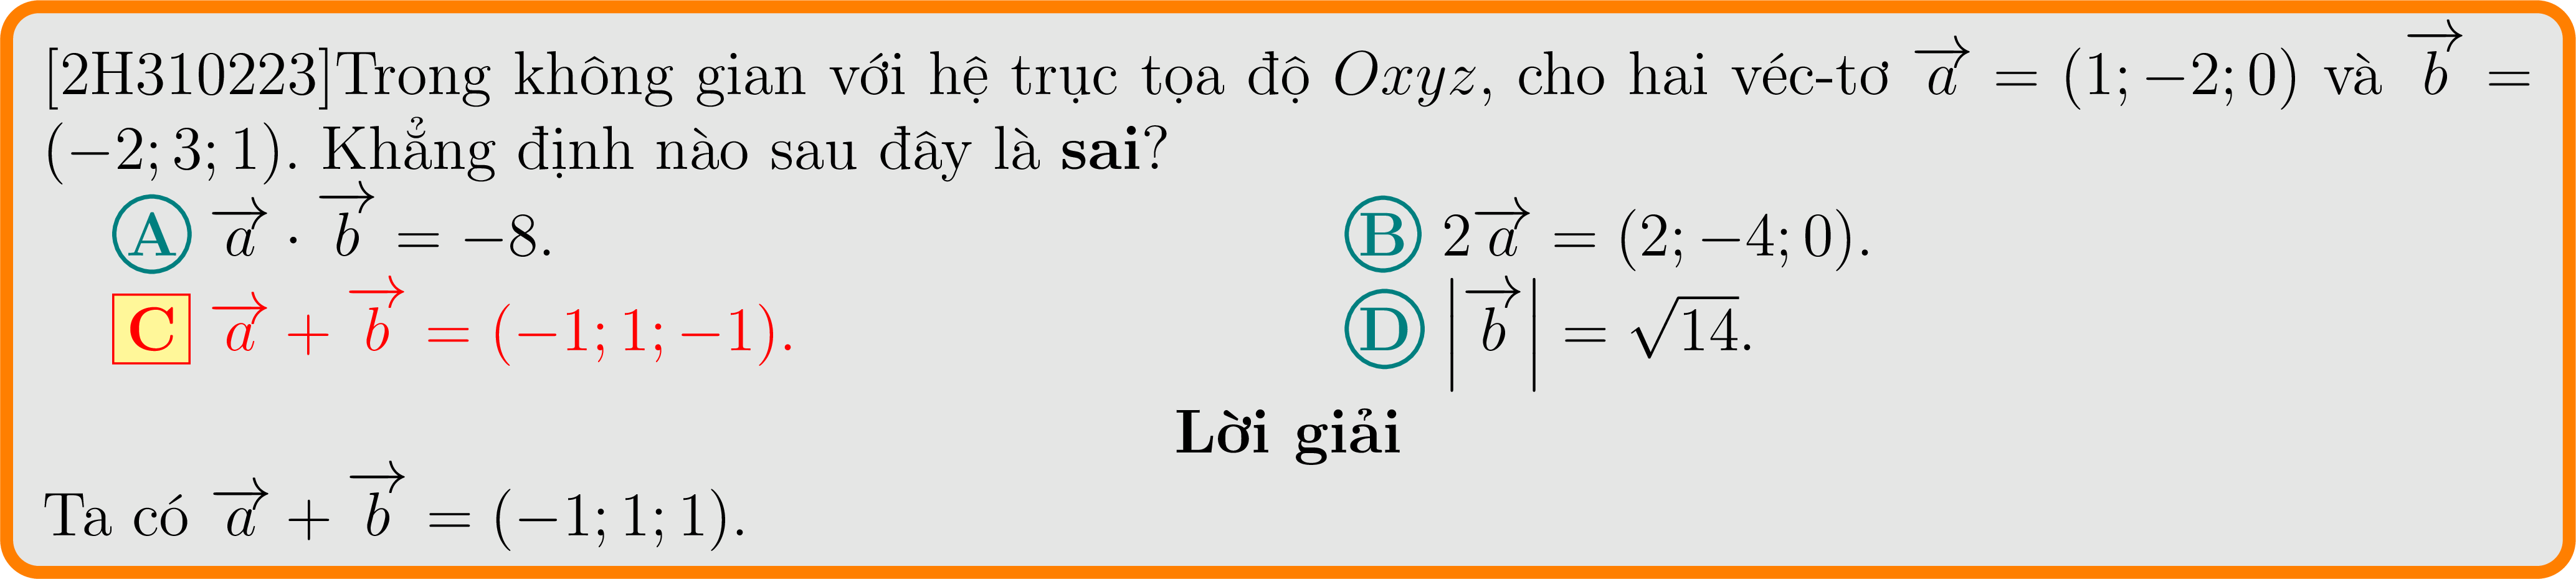 [2H310223]Trong không gian với hệ trục tọa độ Oxyz, cho hai véc-tơ $\overrightarrow{a}$ = (1; −2; 0) và $\overrightarrow{b}$ =
(−2; 3; 1). Khẳng định nào sau đây là sai?
A $\overrightarrow{a} \cdot \overrightarrow{b}$ = −8. B $2\overrightarrow{a}$ = (2; −4; 0).
C $\overrightarrow{a} + \overrightarrow{b}$ = (−1; 1; −1). D $\left|\overrightarrow{b}\right| = \sqrt{14}$.
Lời giải
Ta có $\overrightarrow{a} + \overrightarrow{b}$ = (−1; 1; 1).